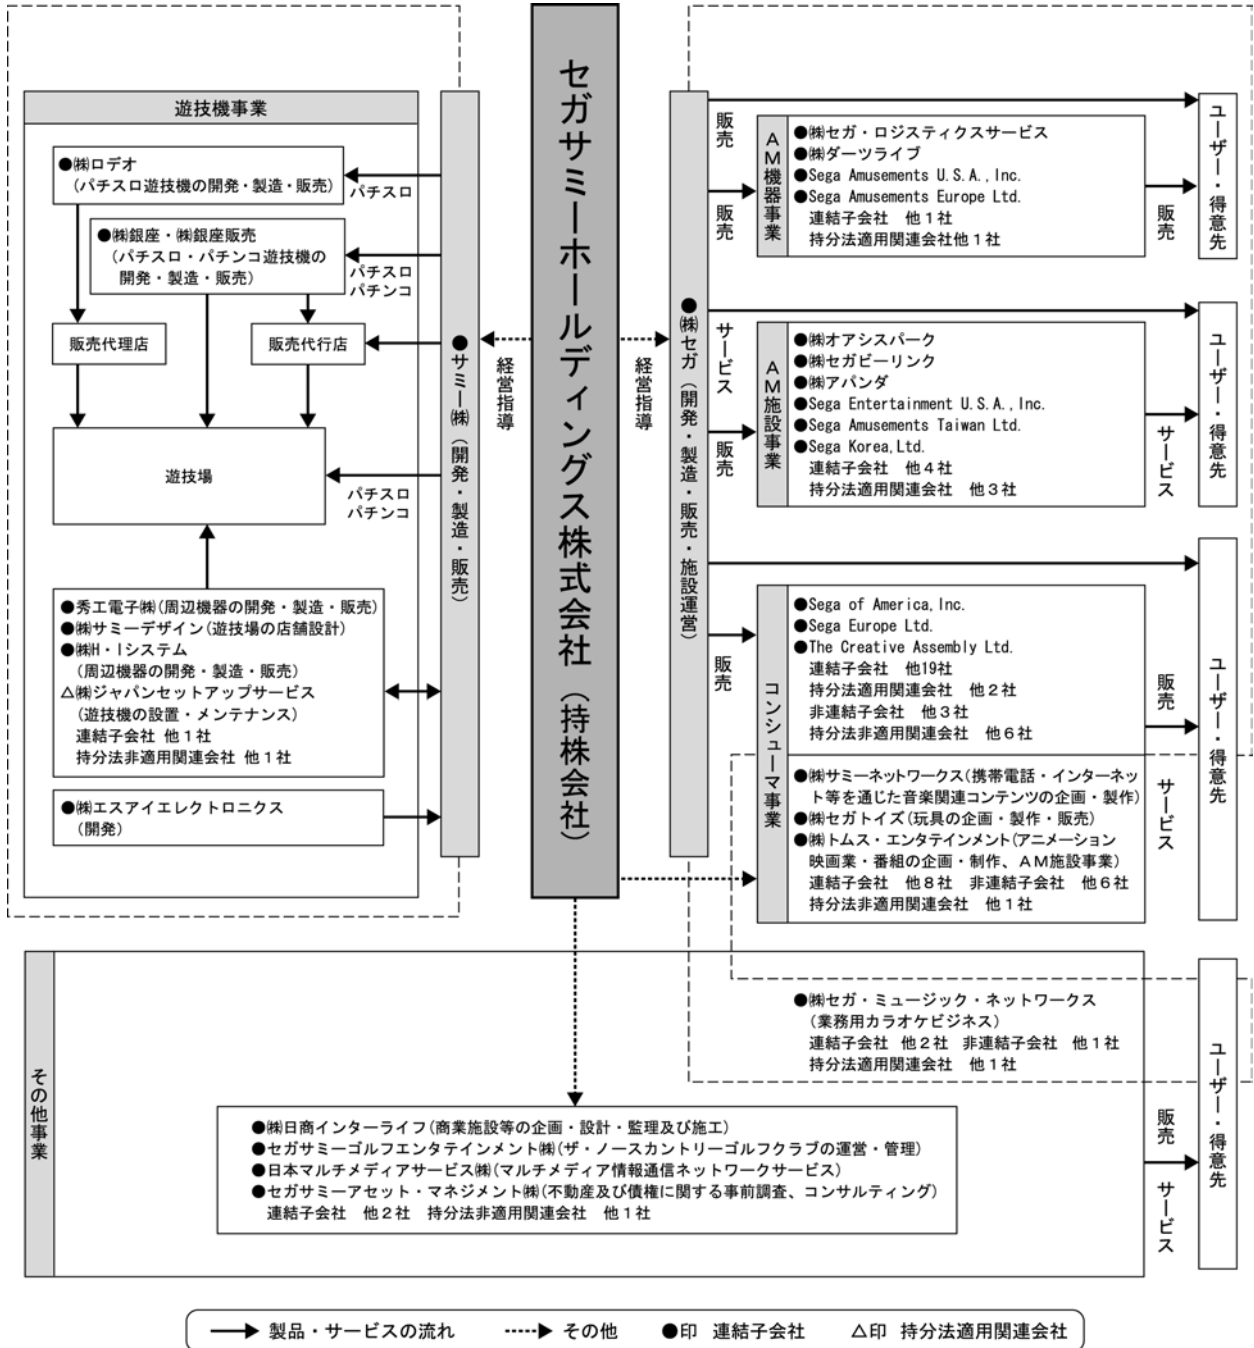 セガサミーホールディングス株式会社（持株会社）
遊技機事業
●㈱ロデオ
（パチスロ遊技機の開発・製造・販売）
パチスロ
●㈱銀座・㈱銀座販売
（パチスロ・パチンコ遊技機の
開発・製造・販売）
パチスロ
パチンコ
販売代理店
販売代行店
遊技場
パチスロ
パチンコ
●秀工電子㈱(周辺機器の開発・製造・販売)
●㈱サミーデザイン(遊技場の店舗設計)
●㈱H・Iシステム
(周辺機器の開発・製造・販売)
△㈱ジャパンセットアップサービス
(遊技機の設置・メンテナンス)
連結子会社 他１社
持分法非適用関連会社 他１社
●㈱エスアイエレクトロニクス
(開発)
●サミー㈱（開発・製造・販売）
経営指導
経営指導
●㈱セガ（開発・製造・販売・施設運営）
販売
販売
ＡＭ機器事業
●㈱セガ・ロジスティクスサービス
●㈱ダーツライブ
●Sega Amusements U.S.A.,Inc.
●Sega Amusements Europe Ltd.
連結子会社 他１社
持分法適用関連会社他１社
販売
ユーザー・得意先
サービス
販売
ＡＭ施設事業
●㈱オアシスパーク
●㈱セガビーリンク
●㈱アパンダ
●Sega Entertainment U.S.A.,Inc.
●Sega Amusements Taiwan Ltd.
●Sega Korea,Ltd.
連結子会社 他４社
持分法適用関連会社 他３社
サービス
ユーザー・得意先
販売
コンシューマ事業
●Sega of America,Inc.
●Sega Europe Ltd.
●The Creative Assembly Ltd.
連結子会社 他19社
持分法適用関連会社 他２社
非連結子会社 他３社
持分法非適用関連会社 他６社
●㈱サミーネットワークス(携帯電話・インターネッ
ト等を通じた音楽関連コンテンツの企画・製作)
●㈱セガトイズ(玩具の企画・製作・販売)
●㈱トムス・エンタテインメント(アニメーション
映画業・番組の企画・制作、ＡＭ施設事業)
連結子会社 他８社 非連結子会社 他６社
持分法非適用関連会社 他１社
販売
サービス
ユーザー・得意先
その他事業
●㈱セガ・ミュージック・ネットワークス
(業務用カラオケビジネス)
連結子会社 他２社 非連結子会社 他１社
持分法適用関連会社 他１社
●㈱日商インターライフ(商業施設等の企画・設計・監理及び施工)
●セガサミーゴルフエンタテインメント㈱(ザ・ノースカントリーゴルフクラブの運営・管理)
●日本マルチメディアサービス㈱(マルチメディア情報通信ネットワークサービス)
●セガサミーアセット・マネジメント㈱(不動産及び債権に関する事前調査、コンサルティング)
連結子会社 他２社 持分法非適用関連会社 他１社
販売
サービス
ユーザー・得意先
製品・サービスの流れ
その他
●印 連結子会社
△印 持分法適用関連会社